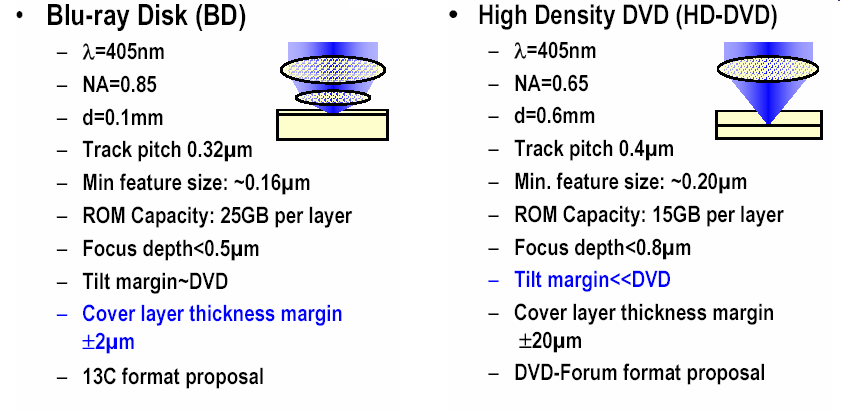 • Blu-ray Disk (BD)
– λ=405nm
– NA=0.85
– d=0.1mm
– Track pitch 0.32µm
– Min feature size: ~0.16µm
– ROM Capacity: 25GB per layer
– Focus depth<0.5µm
– Tilt margin~DVD
– Cover layer thickness margin
±2µm
– 13C format proposal
• High Density DVD (HD-DVD)
– λ=405nm
– NA=0.65
– d=0.6mm
– Track pitch 0.4µm
– Min. feature size: ~0.20µm
– ROM Capacity: 15GB per layer
– Focus depth<0.8µm
– Tilt margin<<DVD
– Cover layer thickness margin
±20µm
– DVD-Forum format proposal